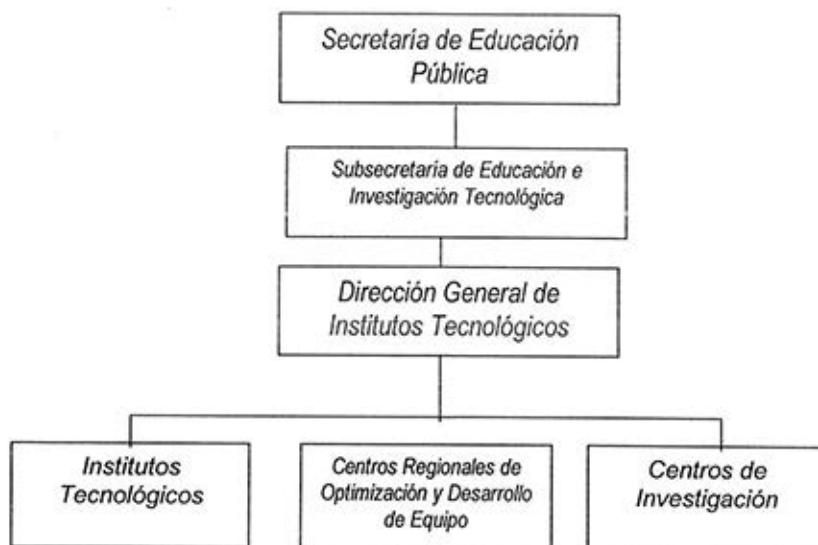 Secretaría de Educación
Pública
Subsecretaría de Educación e
Investigación Tecnológica
Dirección General de
Institutos Tecnológicos
Institutos
Tecnológicos
Centros Regionales de
Optimización y Desarrollo
de Equipo
Centros de
Investigación